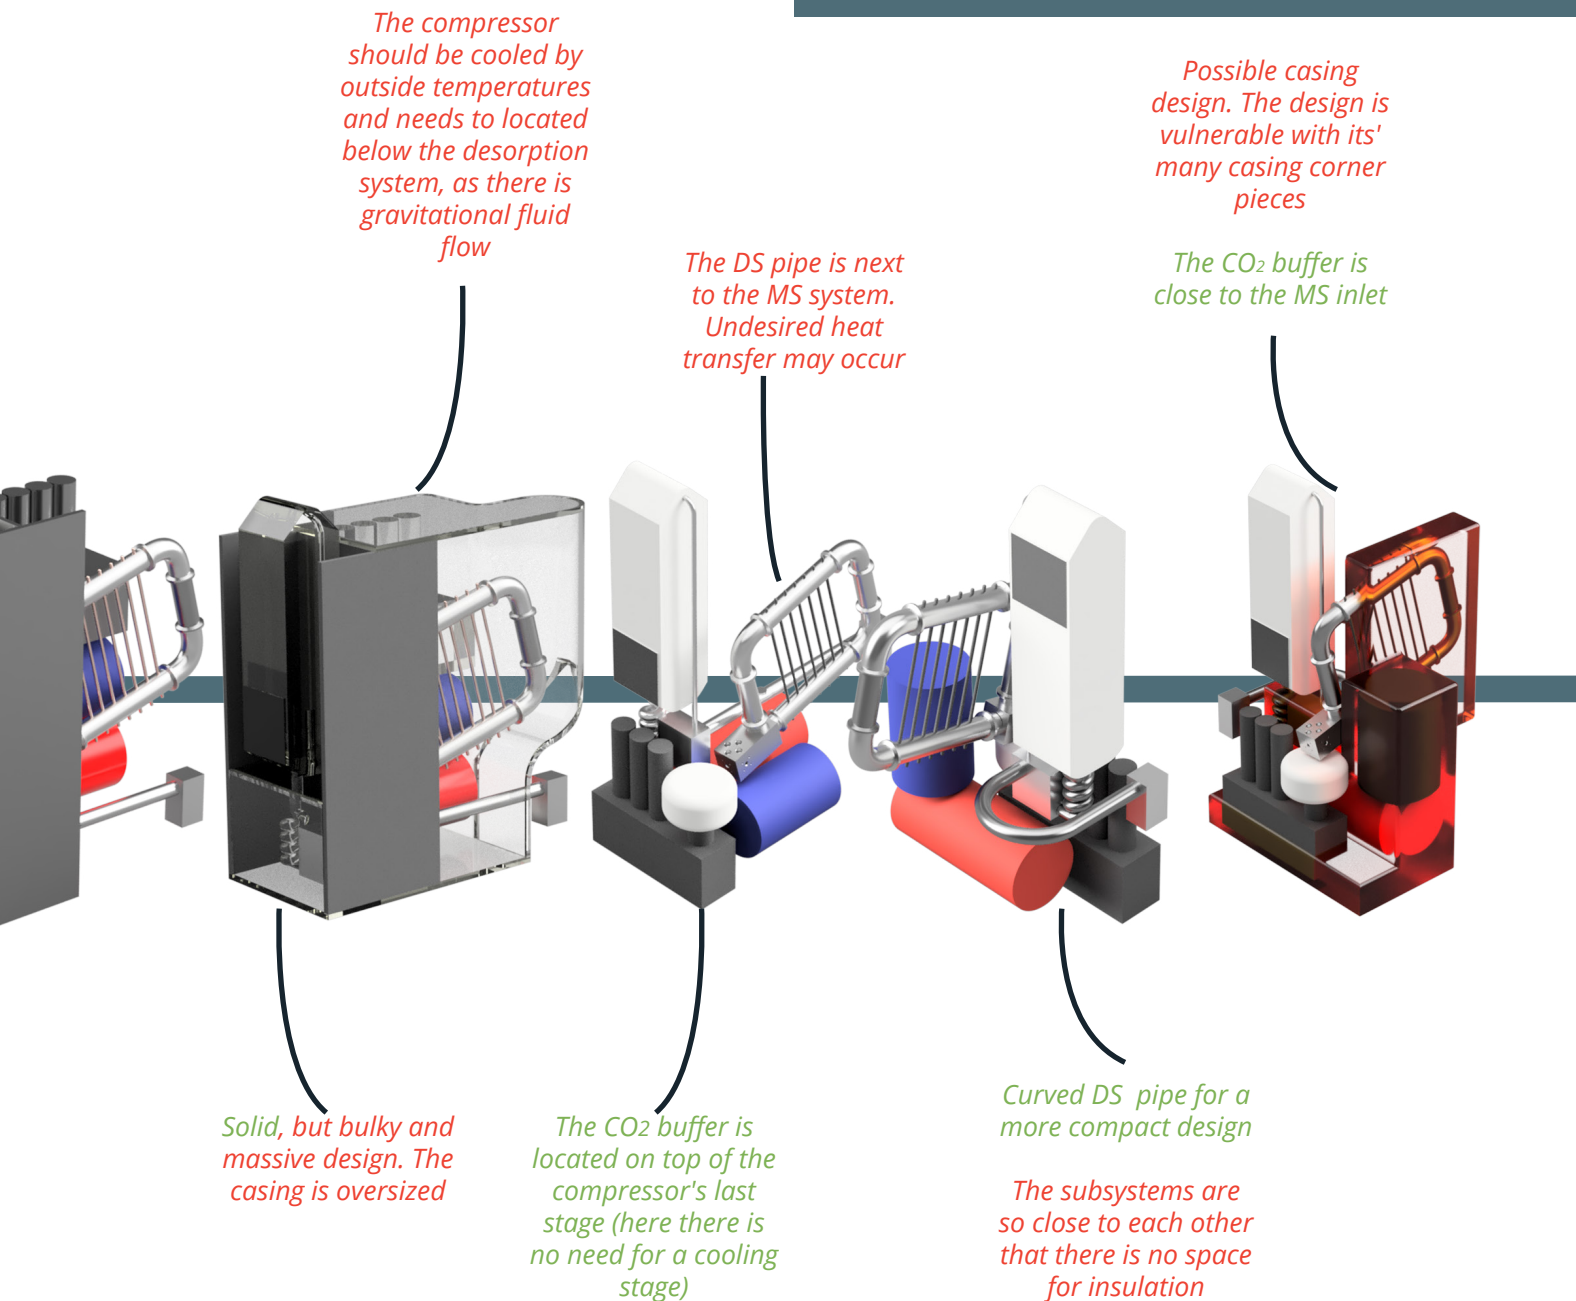 The compressor
should be cooled by
outside temperatures
and needs to located
below the desorption
system, as there is
gravitational fluid
flow
The DS pipe is next
to the MS system.
Undesired heat
transfer may occur
Possible casing
design. The design is
vulnerable with its'
many casing corner
pieces
The CO₂ buffer is
close to the MS inlet
Solid, but bulky and
massive design. The
casing is oversized
The CO2 buffer is
located on top of the
compressor's last
stage (here there is
no need for a cooling
stage)
Curved DS  pipe for a
more compact design
The subsystems are
so close to each other
that there is no space
for insulation